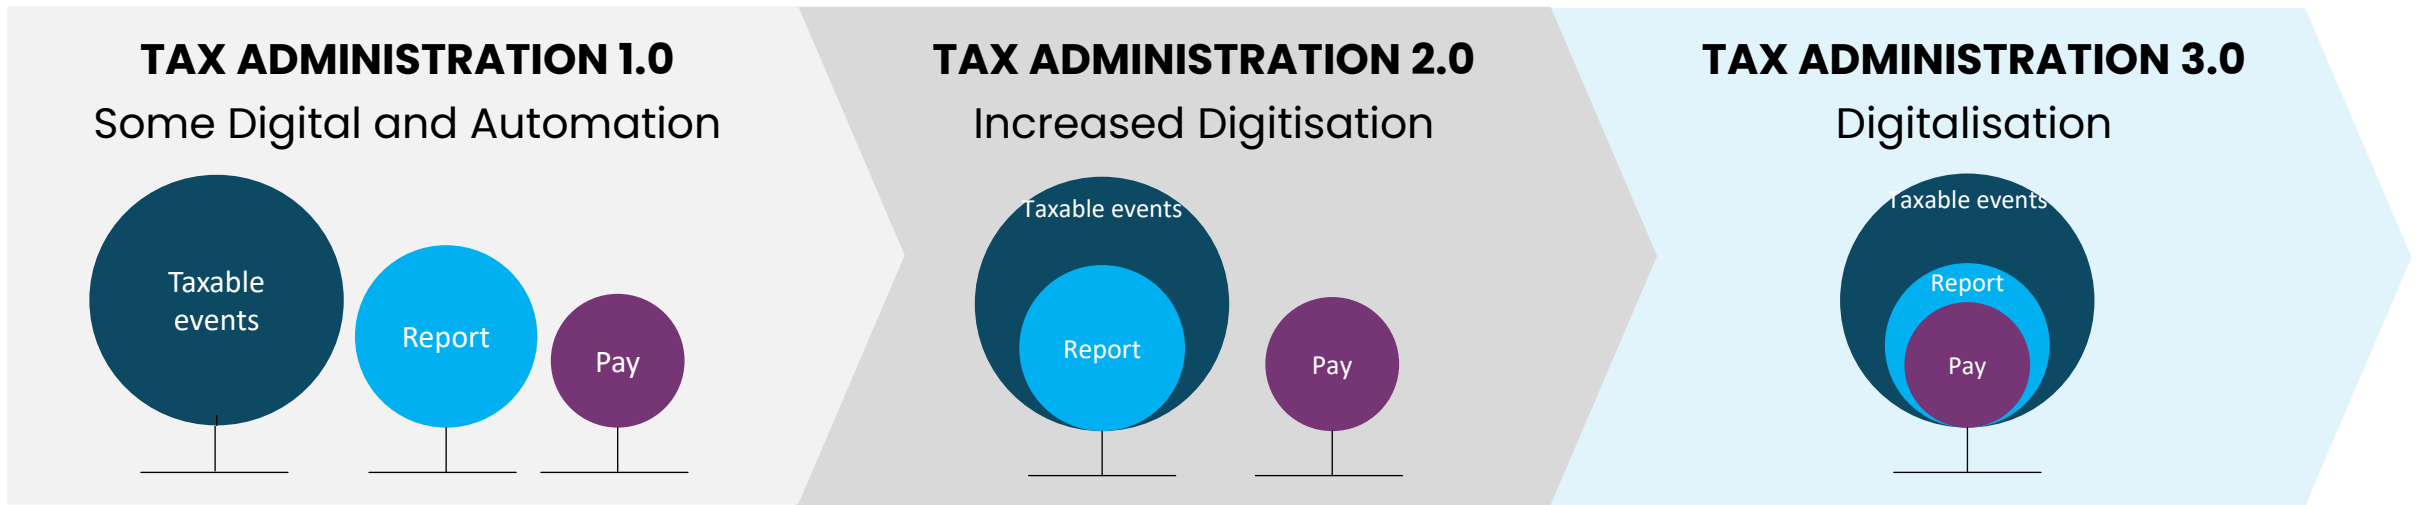 TAX ADMINISTRATION 1.0
Some Digital and Automation
Taxable
events
Report
Pay
TAX ADMINISTRATION 2.0
Increased Digitisation
Taxable events
Report
Pay
TAX ADMINISTRATION 3.0
Digitalisation
Taxable events
Report
Pay